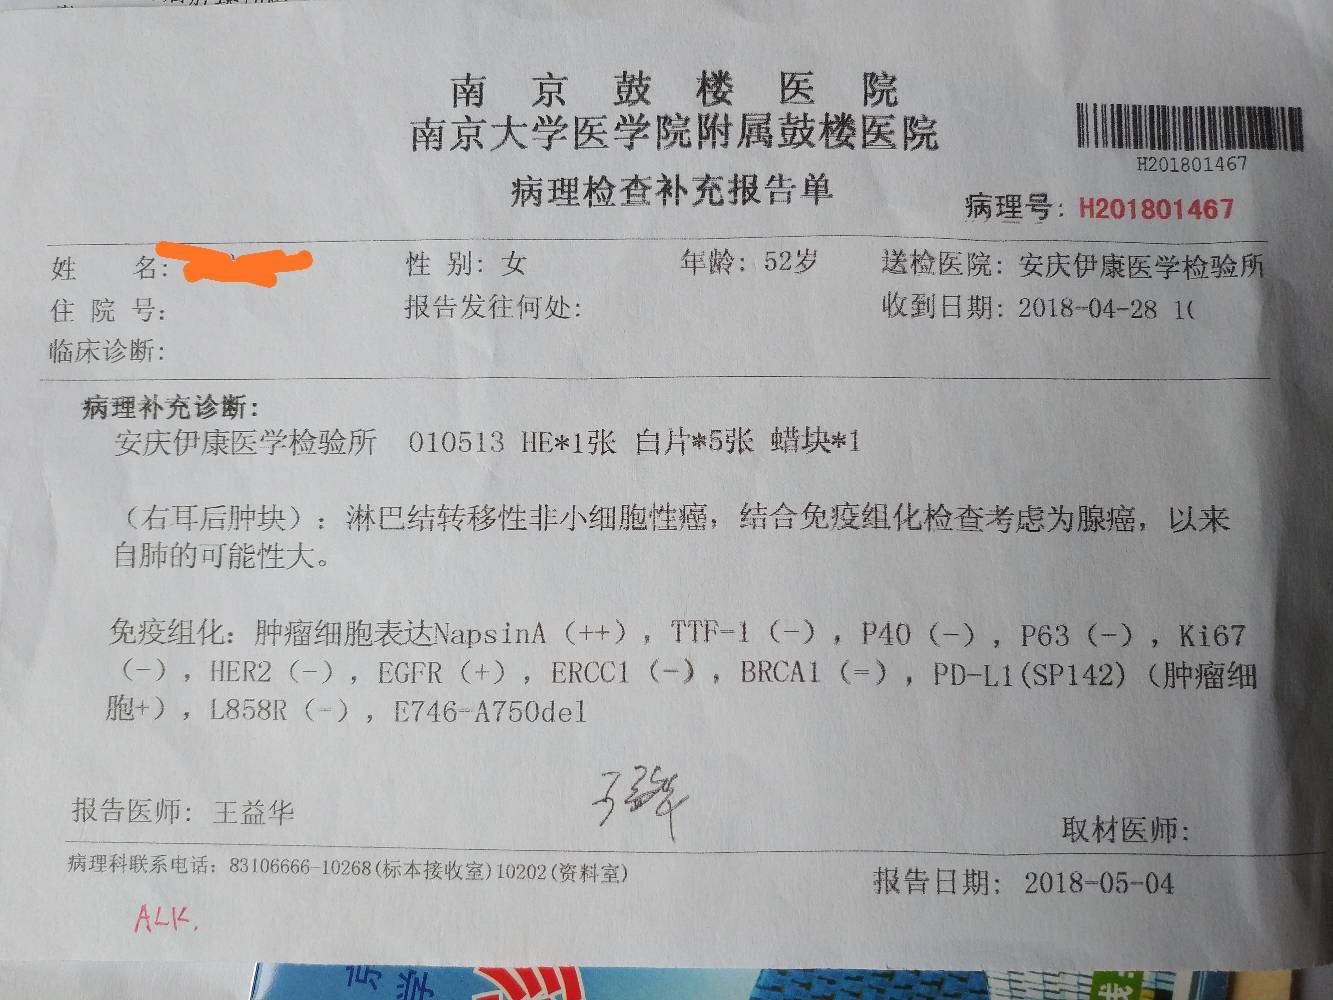 南京鼓楼医院
南京大学医学院附属鼓楼医院
H201801467
病理检查补充报告单
病理号: H201801467
姓 名: 性 别: 女 年龄: 52岁 送检医院: 安庆伊康医学检验所
住 院 号: 报告发往何处: 收到日期: 2018-04-28 1
临床诊断:
病理补充诊断:
安庆伊康医学检验所 010513 HE*1张 白片*5张 蜡块*1
（右耳后肿块）: 淋巴结转移性非小细胞性癌，结合免疫组化检查考虑为腺癌，以来
自肺的可能性大。
免疫组化: 肿瘤细胞表达NapsinA（++），TTF-1（-），P40（-），P63（-），Ki67
（-），HER2（-），EGFR（+），ERCC1（-），BRCA1（=），PD-L1(SP142)（肿瘤细
胞+），L858R（-），E746-A750del
报告医师: 王益华
取材医师:
病理科联系电话: 83106666-10268(标本接收室)10202(资料室)
报告日期: 2018-05-04
ALK.
京学